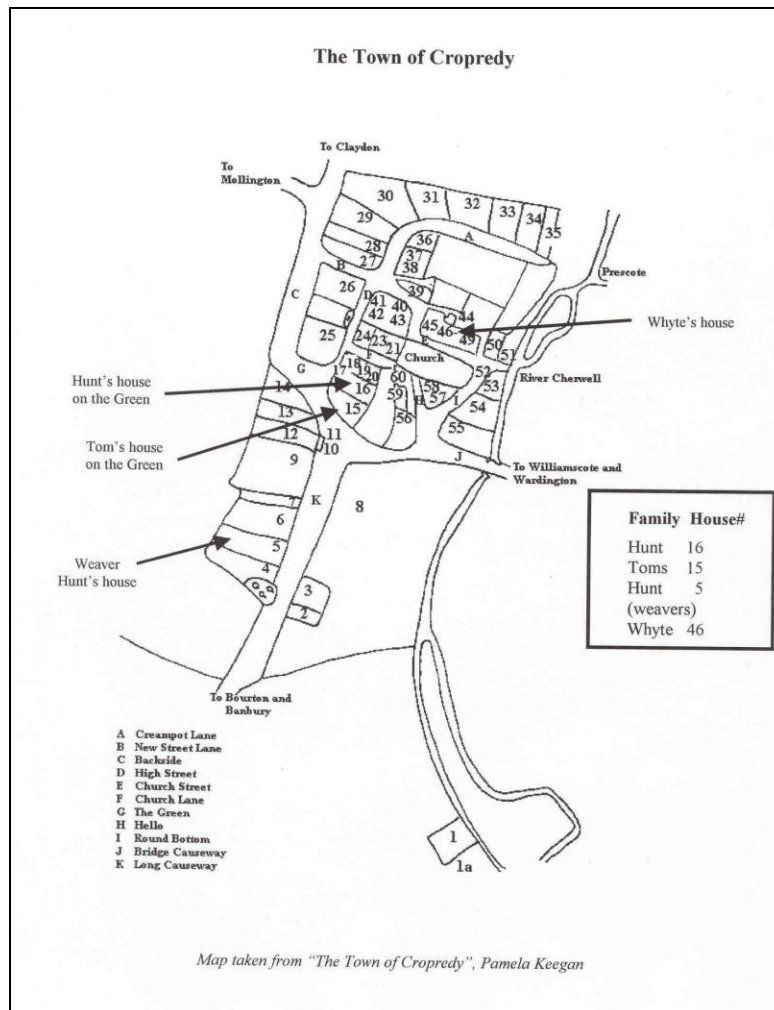 The Town of Cropredy
To Claydon
To
Mollington
30
31
32
33
34
35
29
28
27
36
37
38
A
B
C
26
39
Prescote
D
41
40
42
43
44
45
46
49
E
50
51
Whyte's house
25
24
23
21
F
Church
G
17
18
19
20
16
15
60
59
58
57
56
H
I
52
53
54
55
River Cherwell
Hunt's house
on the Green
14
13
12
11
10
9
Tom's house
on the Green
J
To Williamscote and
Wardington
K
8
7
6
5
4
3
2
Weaver
Hunt's house
Family House#
Hunt 16
Toms 15
Hunt 5
(weavers)
Whyte 46
To Bourton and
Banbury
A Creampot Lane
B New Street Lane
C Backside
D High Street
E Church Street
F Church Lane
G The Green
H Hello
I Round Bottom
J Bridge Causeway
K Long Causeway
1
1a
Map taken from "The Town of Cropredy", Pamela Keegan